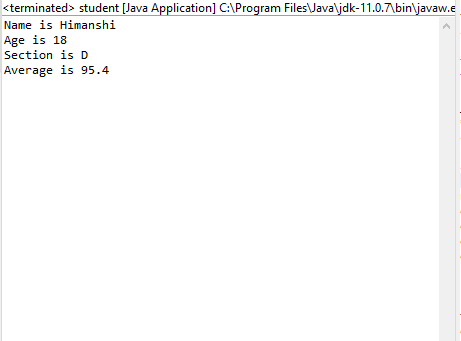 <terminated> student [Java Application] C:\Program Files\Java\jdk-11.0.7\bin\javaw.e
Name is Himanshi
Age is 18
Section is D
Average is 95.4